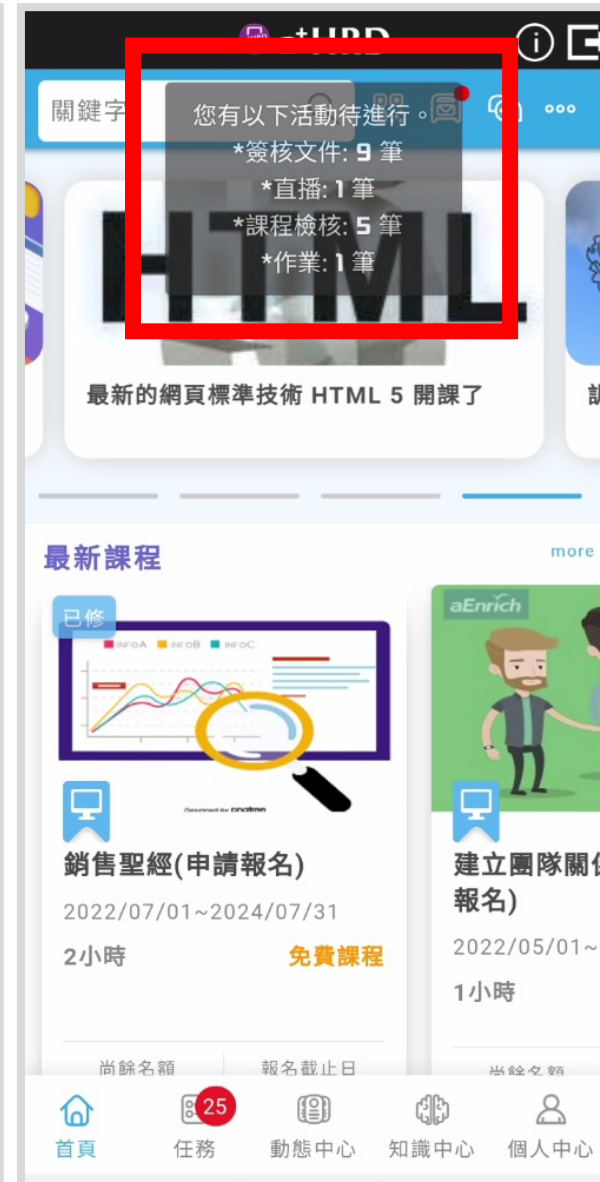 a+HRD
關鍵字
您有以下活動待進行。
*簽核文件: 9 筆
*直播: 1 筆
*課程檢核: 5 筆
*作業: 1 筆
HTML
最新的網頁標準技術 HTML 5 開課了
最新課程
more
已修
INFOA INFOB INFOC
Designed by
銷售聖經(申請報名)
2022/07/01~2024/07/31
2小時
免費課程
尚餘名額
報名截止日
aEnrich
建立團隊關
報名)
2022/05/01~
1小時
尚餘名額
25
首頁
任務
動態中心
知識中心
個人中心